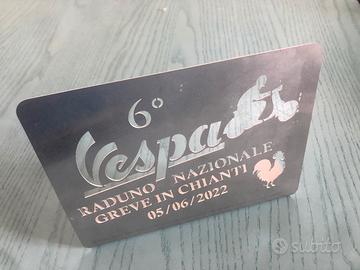 6°
Vespa
RADUNO NAZIONALE
GREVE IN CHIANTI
05/06/2022
subito